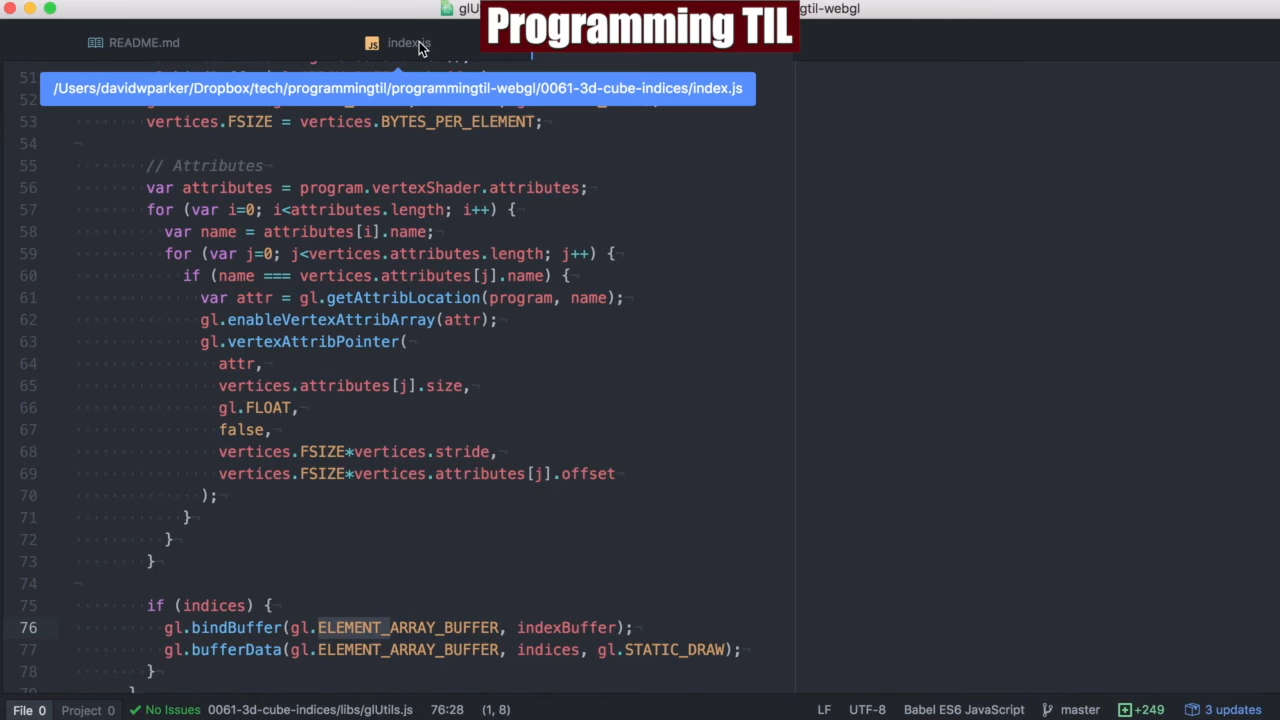 glU
Programming TIL
gtil-webgl
README.md
index.js
/Users/davidwparker/Dropbox/tech/programmingtil/programmingtil-webgl/0061-3d-cube-indices/index.js
51
52
53 vertices.FSIZE = vertices.BYTES_PER_ELEMENT;
54
55 // Attributes
56 var attributes = program.vertexShader.attributes;
57 for (var i=0; i<attributes.length; i++) {
58 var name = attributes[i].name;
59 for (var j=0; j<vertices.attributes.length; j++) {
60 if (name === vertices.attributes[j].name) {
61 var attr = gl.getAttribLocation(program, name);
62 gl.enableVertexAttribArray(attr);
63 gl.vertexAttribPointer(
64 attr,
65 vertices.attributes[j].size,
66 gl.FLOAT,
67 false,
68 vertices.FSIZE*vertices.stride,
69 vertices.FSIZE*vertices.attributes[j].offset
70 );
71 }
72 }
73 }
74
75 if (indices) {
76 gl.bindBuffer(gl.ELEMENT_ARRAY_BUFFER, indexBuffer);
77 gl.bufferData(gl.ELEMENT_ARRAY_BUFFER, indices, gl.STATIC_DRAW);
78 }
File 0 Project 0 No Issues 0061-3d-cube-indices/libs/glUtils.js 76:28 (1, 8) LF UTF-8 Babel ES6 JavaScript master +249 3 updates